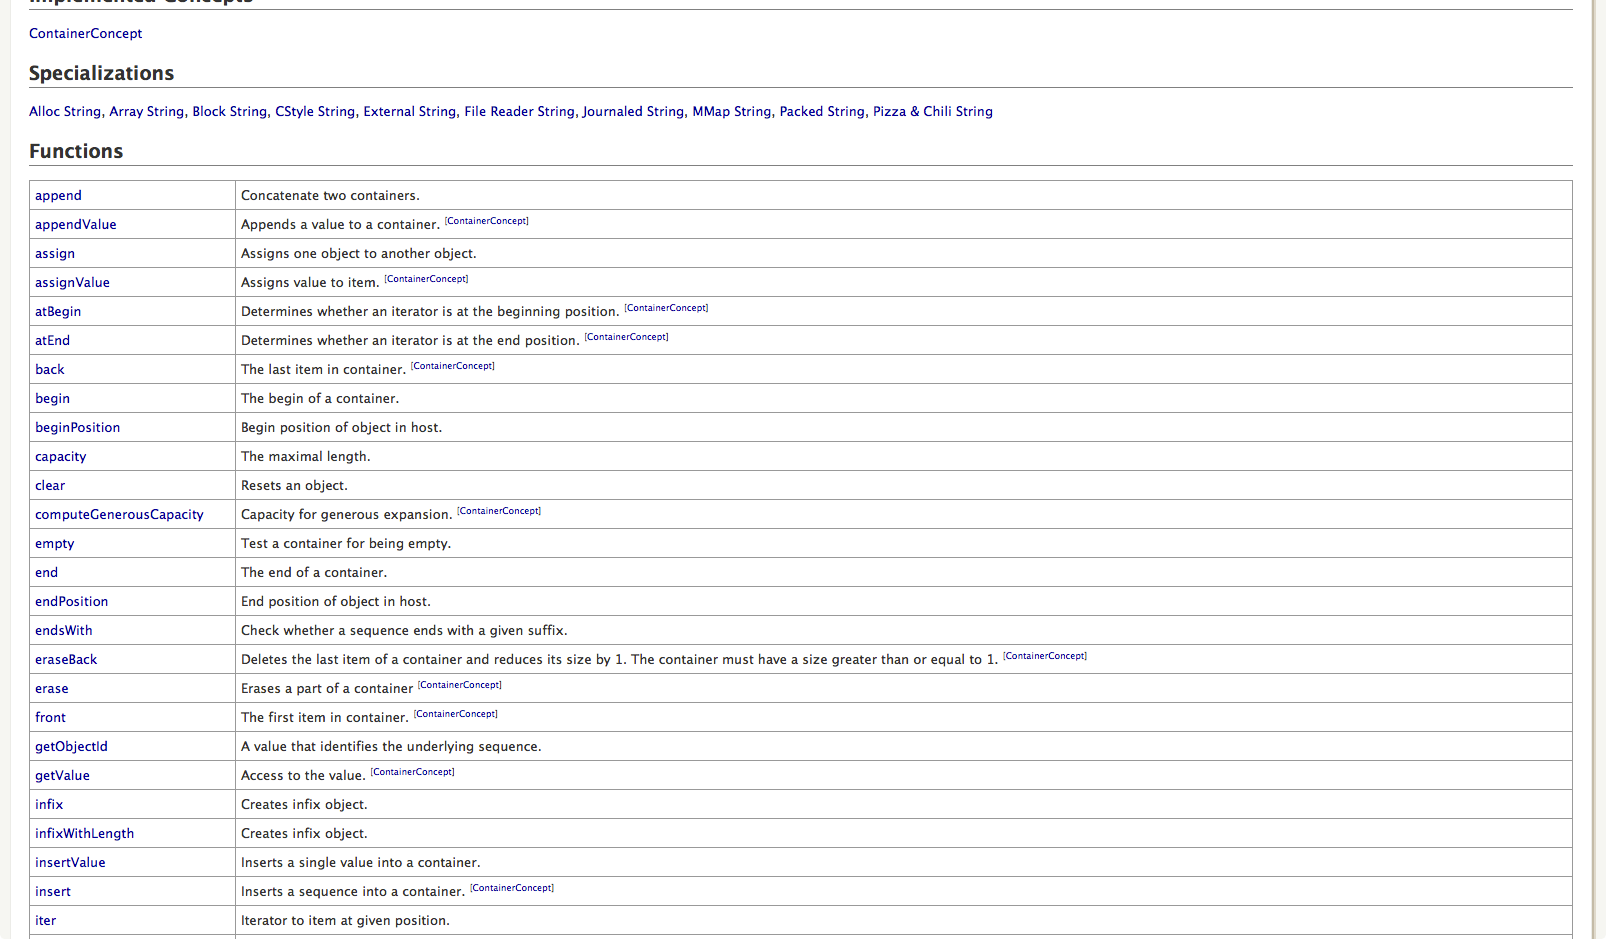 Implemented Concepts
ContainerConcept
Specializations
Alloc String, Array String, Block String, CStyle String, External String, File Reader String, Journaled String, MMap String, Packed String, Pizza & Chili String
Functions
append Concatenate two containers.
appendValue Appends a value to a container. [ContainerConcept]
assign Assigns one object to another object.
assignValue Assigns value to item. [ContainerConcept]
atBegin Determines whether an iterator is at the beginning position. [ContainerConcept]
atEnd Determines whether an iterator is at the end position. [ContainerConcept]
back The last item in container. [ContainerConcept]
begin The begin of a container.
beginPosition Begin position of object in host.
capacity The maximal length.
clear Resets an object.
computeGenerousCapacity Capacity for generous expansion. [ContainerConcept]
empty Test a container for being empty.
end The end of a container.
endPosition End position of object in host.
endsWith Check whether a sequence ends with a given suffix.
eraseBack Deletes the last item of a container and reduces its size by 1. The container must have a size greater than or equal to 1. [ContainerConcept]
erase Erases a part of a container [ContainerConcept]
front The first item in container. [ContainerConcept]
getObjectId A value that identifies the underlying sequence.
getValue Access to the value. [ContainerConcept]
infix Creates infix object.
infixWithLength Creates infix object.
insertValue Inserts a single value into a container.
insert Inserts a sequence into a container. [ContainerConcept]
iter Iterator to item at given position.